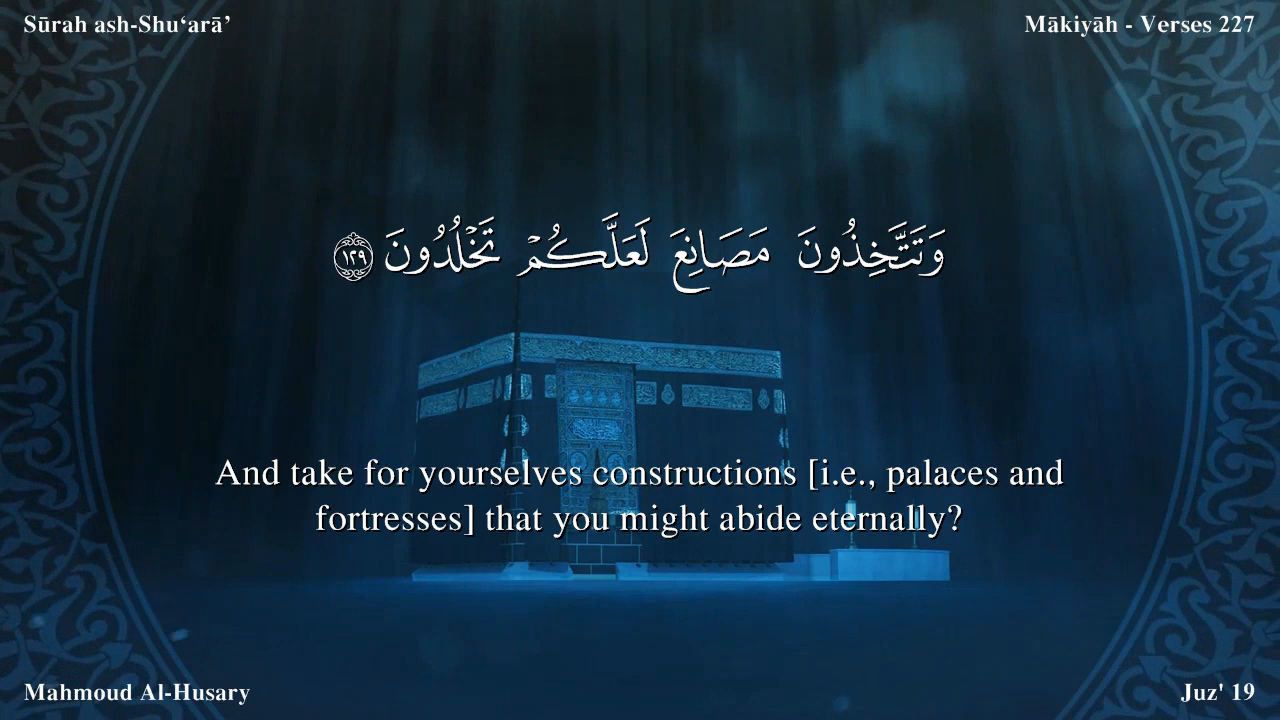 Sūrah ash-Shu‘arā’
Mākiyāh - Verses 227
وَتَتَّخِذُونَ مَصَانِعَ لَعَلَّكُمْ تَخْلُدُونَ ١٢٩
And take for yourselves constructions [i.e., palaces and
fortresses] that you might abide eternally?
Mahmoud Al-Husary
Juz' 19